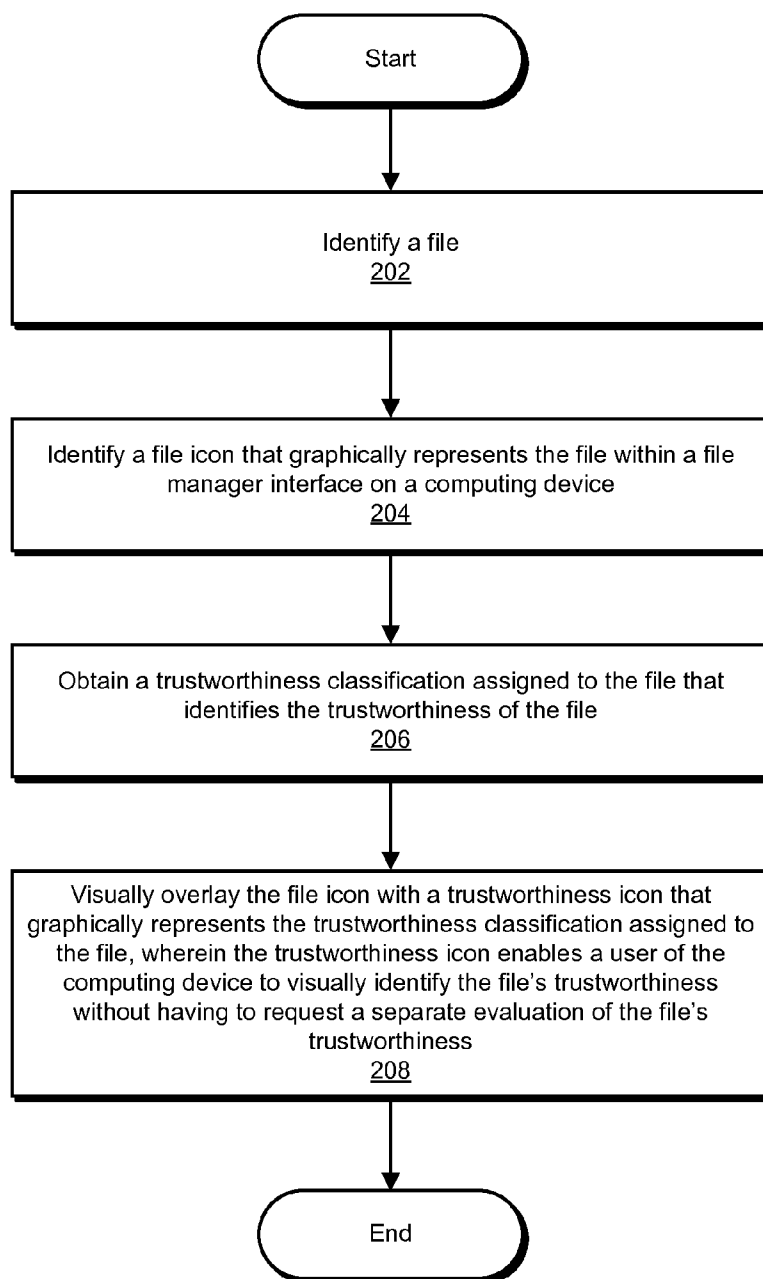 Start
Identify a file
202
Identify a file icon that graphically represents the file within a file
manager interface on a computing device
204
Obtain a trustworthiness classification assigned to the file that
identifies the trustworthiness of the file
206
Visually overlay the file icon with a trustworthiness icon that
graphically represents the trustworthiness classification assigned to
the file, wherein the trustworthiness icon enables a user of the
computing device to visually identify the file's trustworthiness
without having to request a separate evaluation of the file's
trustworthiness
208
End